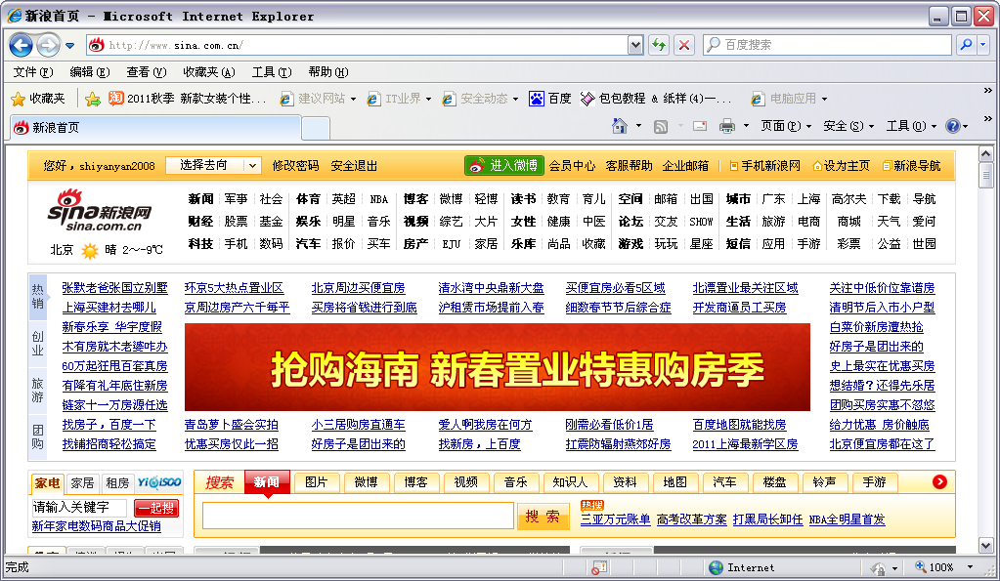 新浪首页 - Microsoft Internet Explorer
http://www.sina.com.cn/
百度搜索
文件(F) 编辑(E) 查看(V) 收藏夹(A) 工具(T) 帮助(H)
收藏夹 淘 2011秋季 新款女装个性... 建议网站 IT业界 安全动态 百度 包包教程 & 纸样(4)一... 电脑应用
新浪首页 页面(P) 安全(S) 工具(O)
您好，shiyanyan2008 选择去向 修改密码 安全退出 进入微博 会员中心 客服帮助 企业邮箱 手机新浪网 设为主页 新浪导航
sina新浪网
sina.com.cn
北京 晴 2～-9℃
新闻 军事 社会 体育 英超 NBA 博客 微博 轻博 读书 教育 育儿 空间 邮箱 出国 城市 广东 上海 高尔夫 下载 导航
财经 股票 基金 娱乐 明星 音乐 视频 综艺 大片 女性 健康 中医 论坛 交友 SHOW 生活 旅游 电商 商城 天气 爱问
科技 手机 数码 汽车 报价 买车 房产 EJU 家居 乐库 尚品 收藏 游戏 玩玩 星座 短信 应用 手游 彩票 公益 世园
热销
创业
旅游
团购
张默老爸张国立别墅 环京5大热点置业区 北京周边买便宜房 清水湾中央鼎新大盘 买便宜房必看5区域 北漂置业最关注区域 关注中低价位靠谱房
上海买建材去哪儿 京周边房产六千每平 买房将省钱进行到底 沪租赁市场提前入春 细数春节节后综合症 开发商逼员工买房 清明节后入市小户型
新春乐享 华宇度假 白菜价新房遭热抢
木有房就木老婆咋办 好房子是团出来的
60万起狂甩百套真房 史上最实在优惠买房
有降有礼年底住新房 想结婚？还得先乐居
链家十一万房源任选 团购买房实惠不忽悠
抢购海南 新春置业特惠购房季
找房子，百度一下 青岛萝卜盛会实拍 小三居购房直通车 爱人啊我房在何方 刚需必看低价1居 百度地图就能找房 给力优惠 房价触底
找铺招商轻松搞定 优惠买房仅此一招 好房子是团出来的 找新房，上百度 扛震防辐射燕郊好房 2011上海最新学区房 北京便宜房都在这了
家电 家居 租房 YiQiSOO
请输入关键字 一起搜
新年家电数码商品大促销
搜索 新闻 图片 微博 博客 视频 音乐 知识人 资料 地图 汽车 楼盘 铃声 手游
搜 索
热搜
三亚万元账单 高考改革方案 打黑局长卸任 NBA全明星首发
完成 Internet 100%